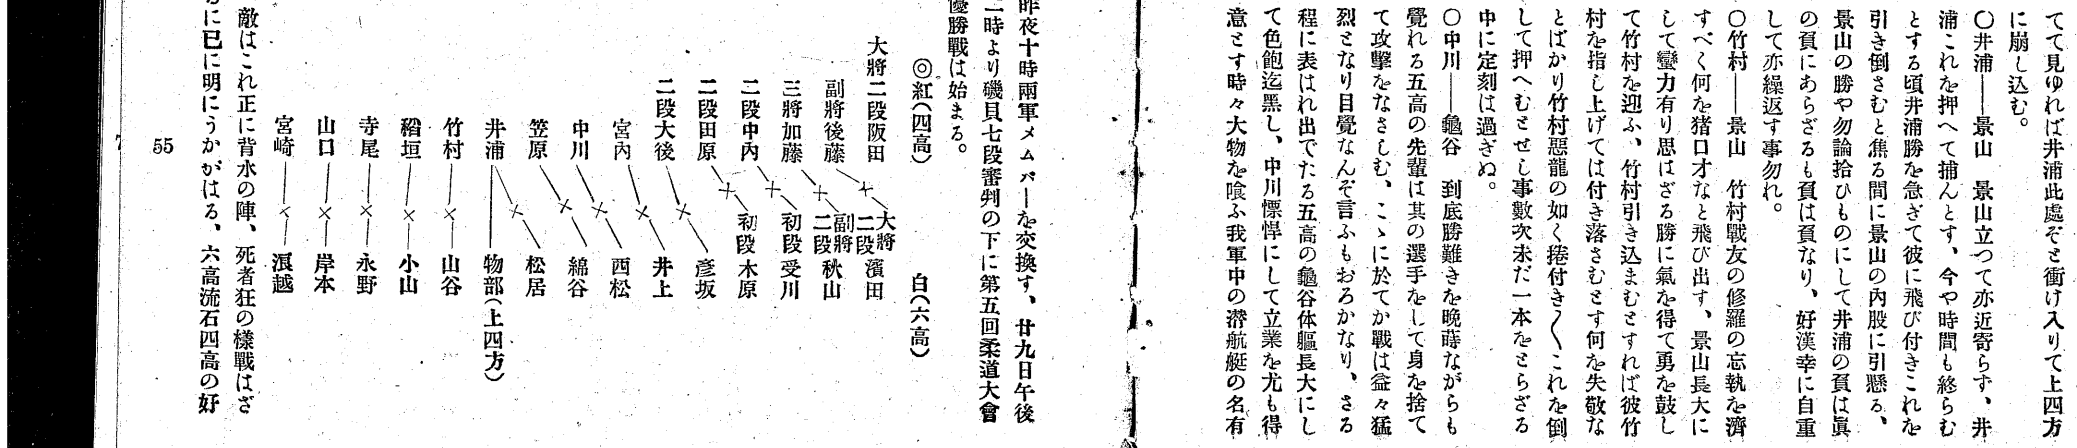 てて見ゆれば井浦此處ぞと衝け入りて上四方
に崩し込む。
〇井浦――景山　景山立つて亦近寄らず、井
浦これを押へて捕んとす、今や時間も終らむ
とする頃井浦勝を急ぎて彼に飛び付きこれを
引き倒さむと焦る間に景山の內股に引懸る、
景山の勝や勿論拾ひものにして井浦の負は眞
の負にあらざるも負は負なり、好漢幸に自重
して亦繰返す事勿れ。
〇竹村――景山　竹村戰友の修羅の忘執を濟
すべく何を猪口才なと飛び出す、景山長大に
して蠻力有り思はざる勝に氣を得て勇を鼓し
て竹村を迎ふ、竹村引き込まむとすれば彼竹
村を指し上げては付き落さむとす何を失敬な
とばかり竹村惡龍の如く捲付き〱これを倒
して押へむとせし事數次未だ一本をとらざる
中に定刻は過ぎぬ。
〇中川――龜谷　到底勝難きを晩蒔ながらも
覺れる五高の先輩は其の選手をして身を捨て
て攻擊をなさしむ、こゝに於てか戰は益々猛
烈となり目覺なんぞ言ふもおろかなり、さる
程に表はれ出でたる五高の龜谷体軀長大にし
て色飽迄黑し、中川慓悍にして立業を尤も得
意とす時々大物を喰ふ我軍中の潜航艇の名有
昨夜十時兩軍メムバーを交換す、廿九日午後
二時より磯貝七段審判の下に第五回柔道大會
優勝戰は始まる。
◎紅（四高）　白（六高）
大將二段阪田　大將二段濱田
副將後藤　副將二段秋山
三將加藤　初段受川
二段中內　初段木原
二段田原　彥坂
二段大後　井上
宮內　西松
中川　綿谷
笠原　松居
井浦　物部（上四方）
竹村　山谷
稻垣　小山
寺尾　永野
山口　岸本
宮崎　濵越
敵はこれ正に背水の陣、死者狂の樣戰はざ
るに已に明にうかがはる、六高流石四高の好
55
7